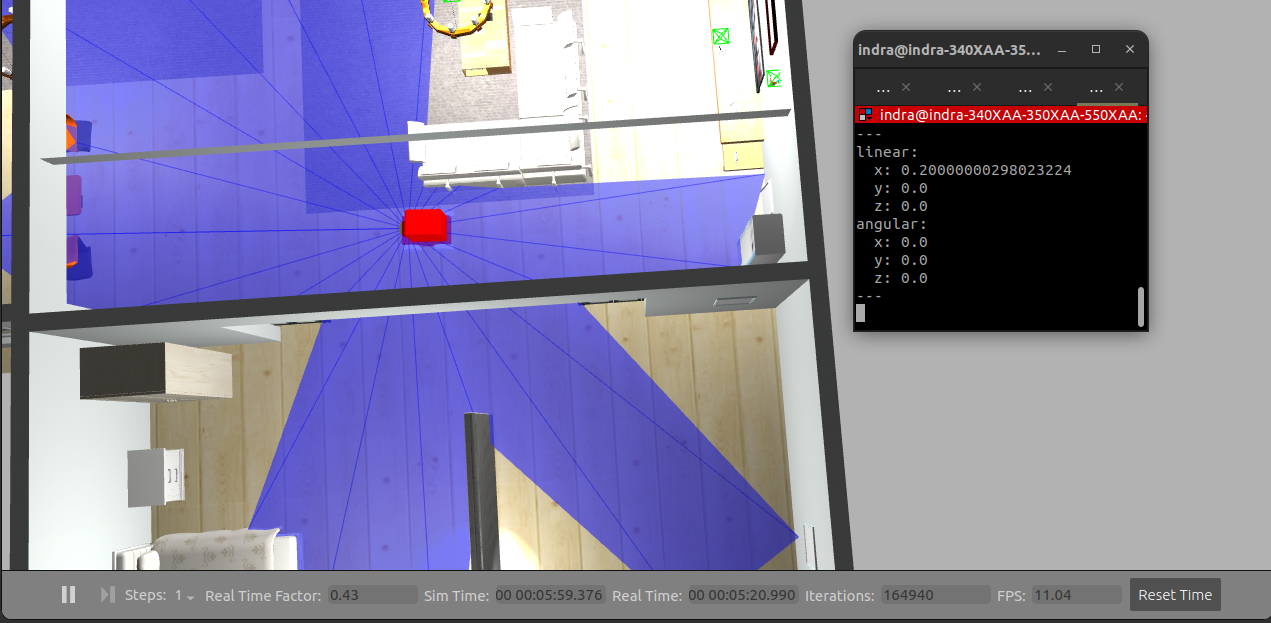 indra@indra-340XAA-35...
... ... ... ...
indra@indra-340XAA-350XAA-550XAA:
---
linear:
x: 0.20000000298023224
y: 0.0
z: 0.0
angular:
x: 0.0
y: 0.0
z: 0.0
---
Steps: 1 Real Time Factor: 0.43 Sim Time: 00 00:05:59.376 Real Time: 00 00:05:20.990 Iterations: 164940 FPS: 11.04 Reset Time